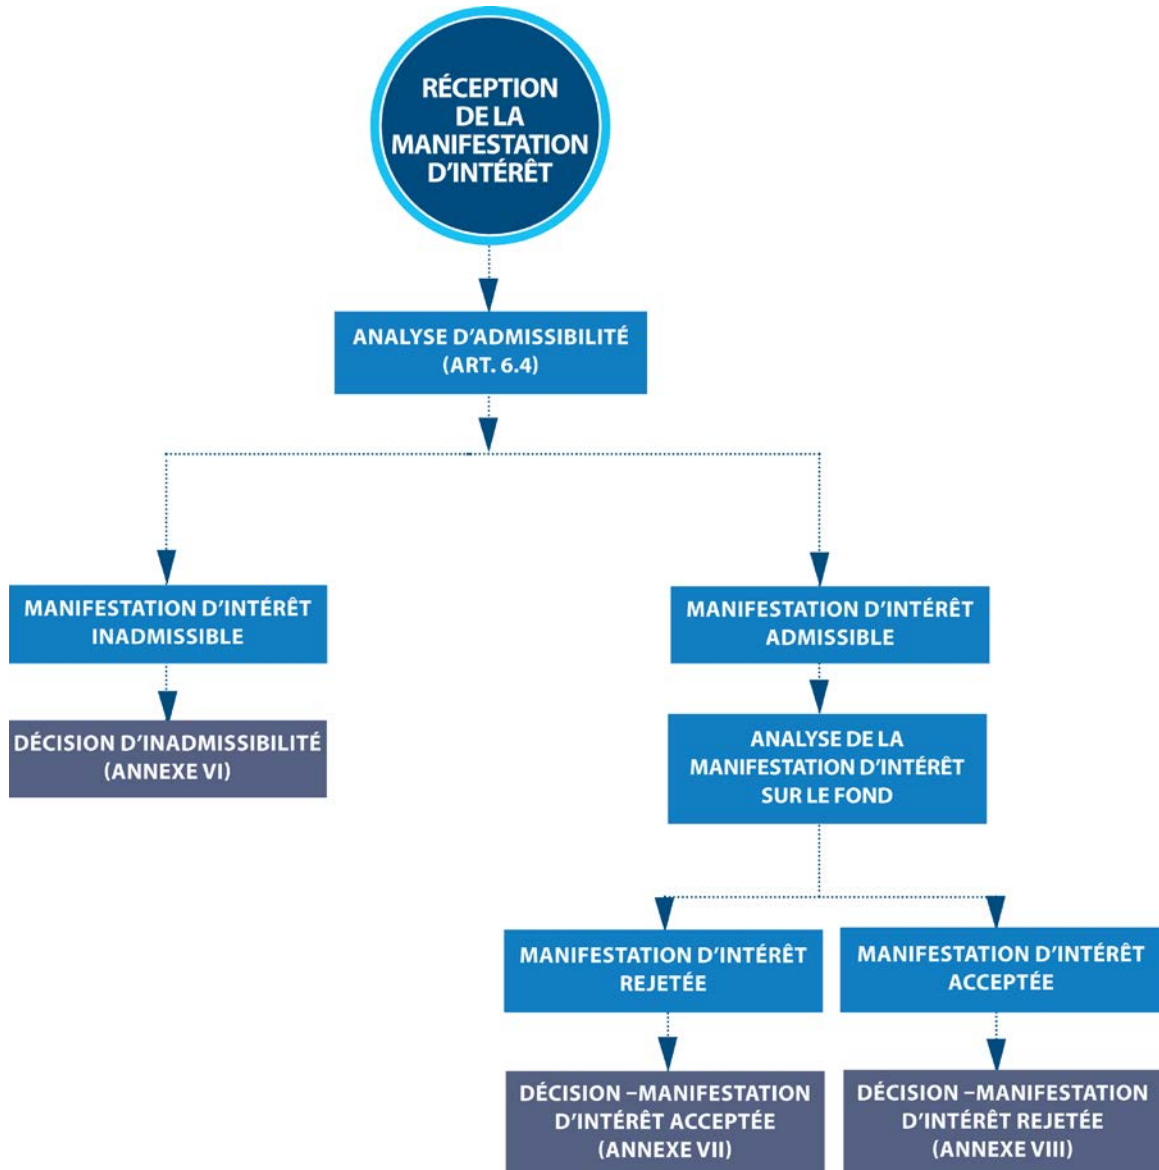 RÉCEPTION
DE LA
MANIFESTATION
D'INTÉRÊT
ANALYSE D'ADMISSIBILITÉ
(ART. 6.4)
MANIFESTATION D'INTÉRÊT
INADMISSIBLE
MANIFESTATION D'INTÉRÊT
ADMISSIBLE
DÉCISION D'INADMISSIBILITÉ
(ANNEXE VI)
ANALYSE DE LA
MANIFESTATION D'INTÉRÊT
SUR LE FOND
MANIFESTATION D'INTÉRÊT
REJETÉE
MANIFESTATION D'INTÉRÊT
ACCEPTÉE
DÉCISION –MANIFESTATION
D'INTÉRÊT ACCEPTÉE
(ANNEXE VII)
DÉCISION –MANIFESTATION
D'INTÉRÊT REJETÉE
(ANNEXE VIII)